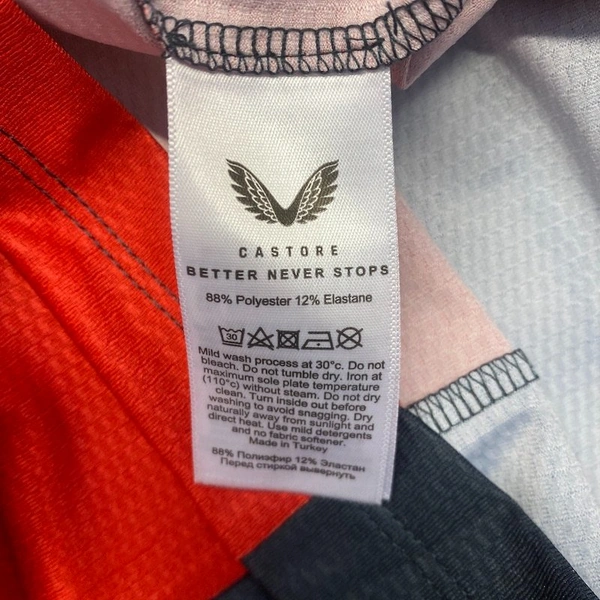 CASTORE
BETTER NEVER STOPS
88% Polyester 12% Elastane
30
Mild wash process at 30°c. Do not
bleach. Do not tumble dry. Iron at
maximum sole plate temperature
(110°c) without steam. Do not dry
clean. Turn inside out before
washing to avoid snagging. Dry
naturally away from sunlight and
direct heat. Use mild detergents
and no fabric softener.
Made in Turkey
88% Полиэфир 12% Эластан
Перед стиркой вывернуть